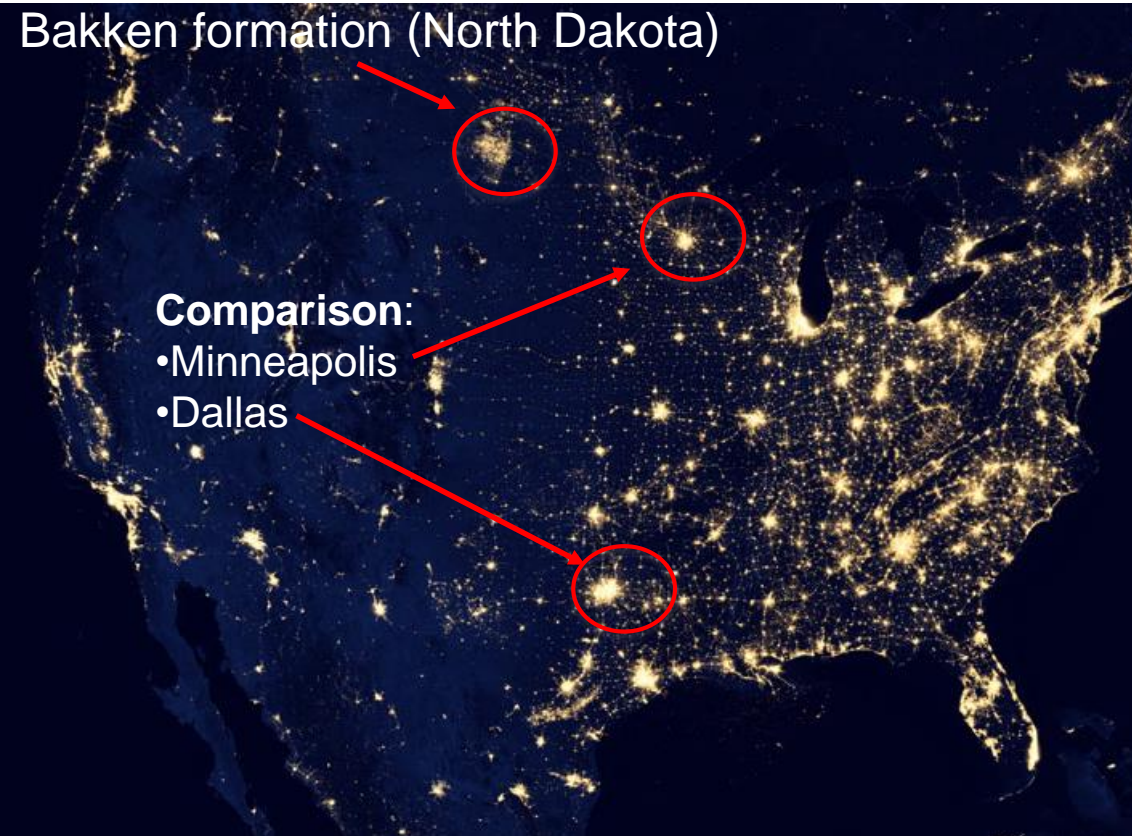 Bakken formation (North Dakota)
Comparison:
•Minneapolis
•Dallas